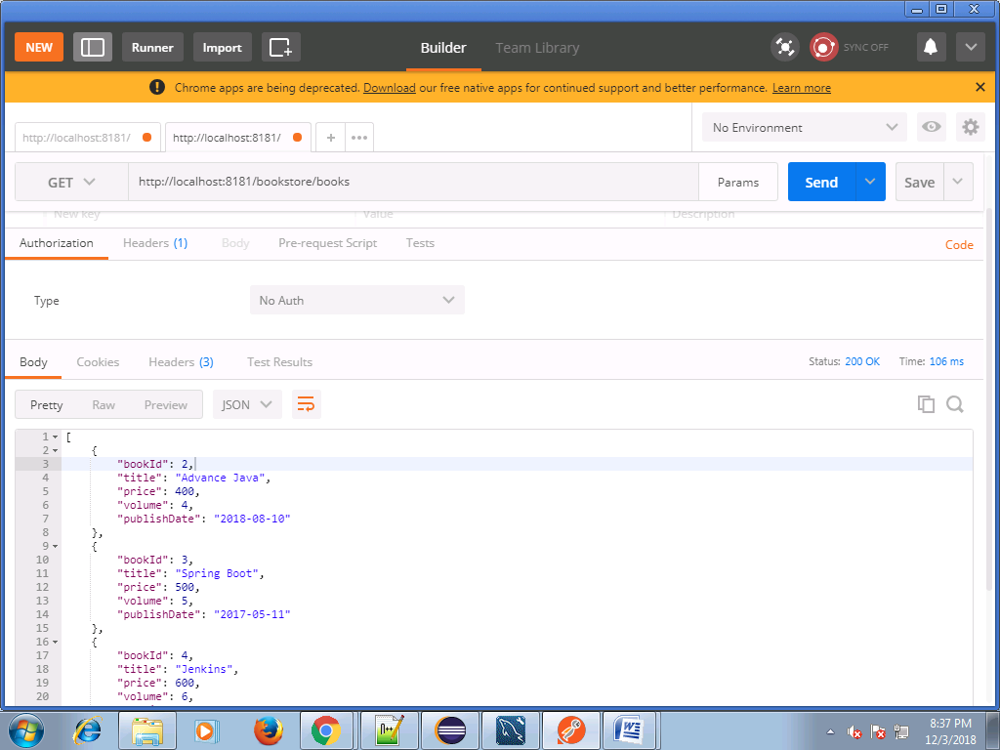 NEW Runner Import Builder Team Library SYNC OFF
Chrome apps are being deprecated. Download our free native apps for continued support and better performance. Learn more
http://localhost:8181/ http://localhost:8181/ + ••• No Environment
GET http://localhost:8181/bookstore/books Params Send Save
New key Value Description
Authorization Headers (1) Body Pre-request Script Tests Code
Type No Auth
Body Cookies Headers (3) Test Results Status: 200 OK Time: 106 ms
Pretty Raw Preview JSON
1 [
2 {
3 "bookId": 2,
4 "title": "Advance Java",
5 "price": 400,
6 "volume": 4,
7 "publishDate": "2018-08-10"
8 },
9 {
10 "bookId": 3,
11 "title": "Spring Boot",
12 "price": 500,
13 "volume": 5,
14 "publishDate": "2017-05-11"
15 },
16 {
17 "bookId": 4,
18 "title": "Jenkins",
19 "price": 600,
20 "volume": 6,
8:37 PM
12/3/2018